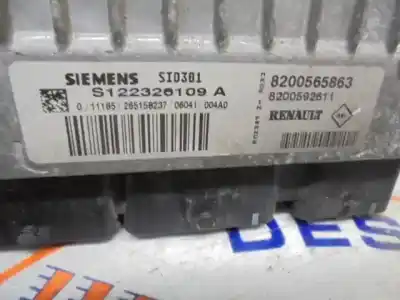 SIEMENS SID301
S122326109 A
8200565863
8200592611
RENAULT
DES